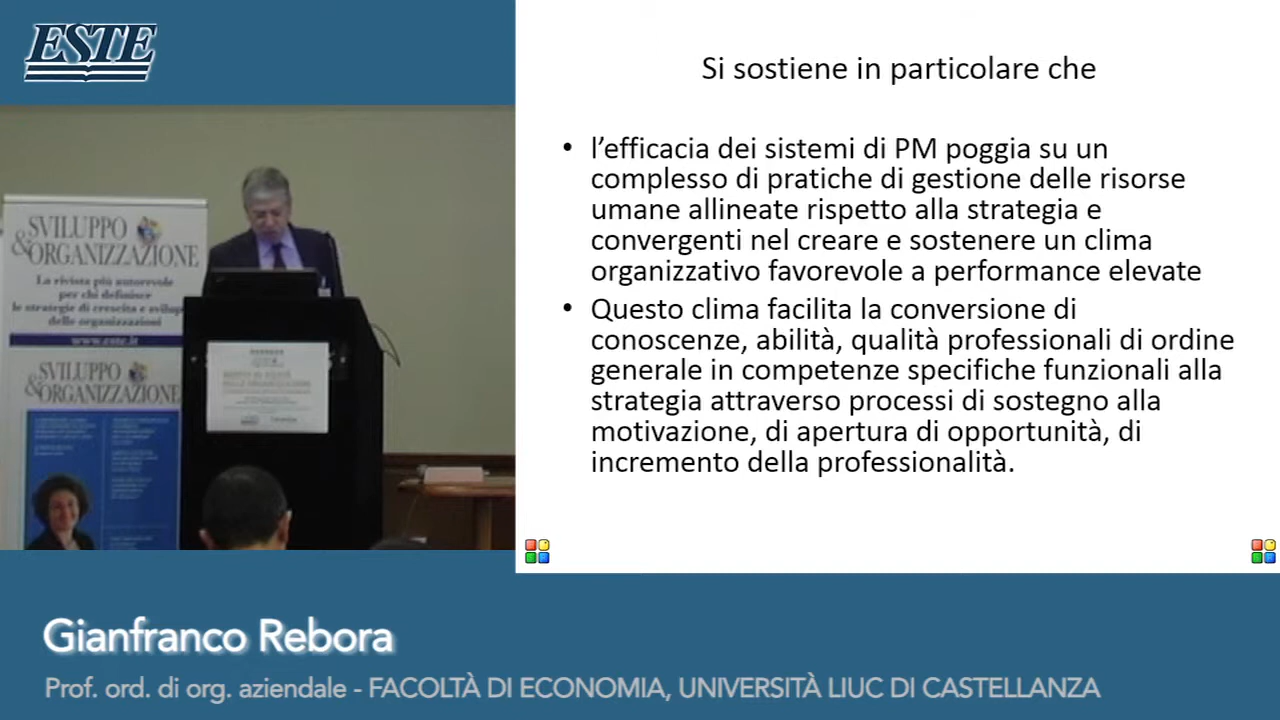 ESTE
Si sostiene in particolare che
• l’efficacia dei sistemi di PM poggia su un
complesso di pratiche di gestione delle risorse
umane allineate rispetto alla strategia e
convergenti nel creare e sostenere un clima
organizzativo favorevole a performance elevate
• Questo clima facilita la conversione di
conoscenze, abilità, qualità professionali di ordine
generale in competenze specifiche funzionali alla
strategia attraverso processi di sostegno alla
motivazione, di apertura di opportunità, di
incremento della professionalità.
SVILUPPO
&ORGANIZZAZIONE
La rivista più autorevole
per chi definisce
le strategie di crescita e svilup
delle organizzazioni
www.este.it
SVILUPPO
&ORGANIZZAZIONE
Gianfranco Rebora
Prof. ord. di org. aziendale - FACOLTÀ DI ECONOMIA, UNIVERSITÀ LIUC DI CASTELLANZA